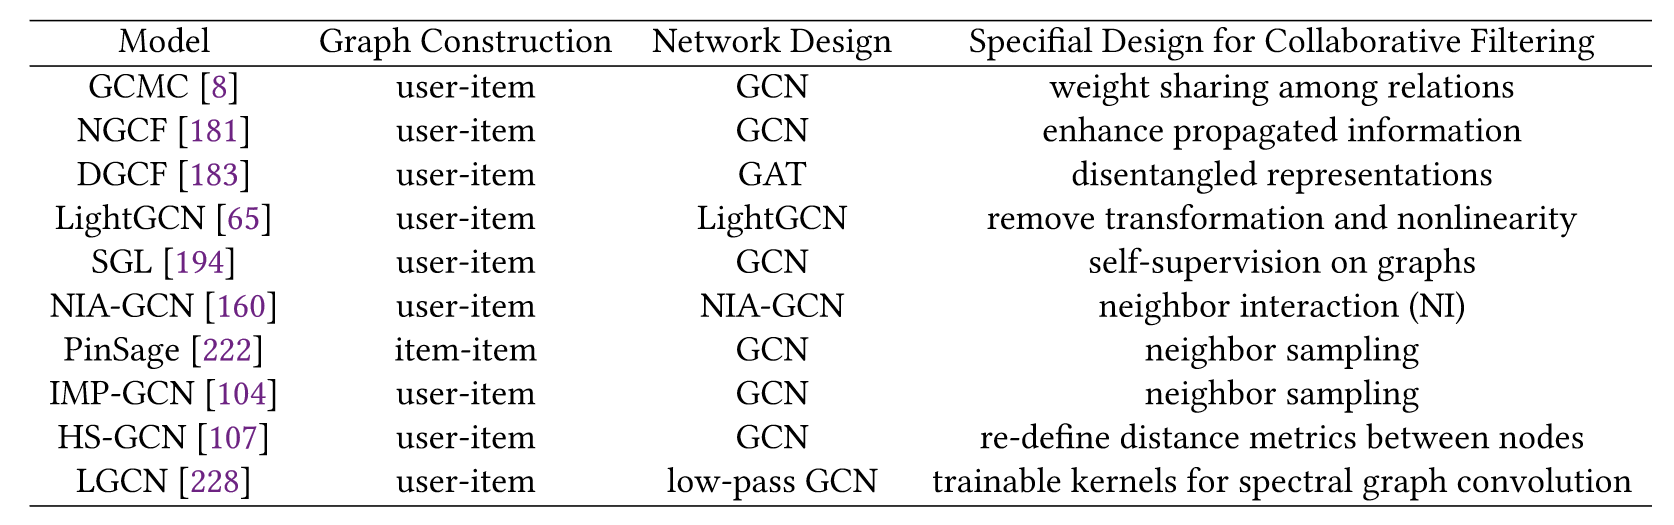 Model Graph Construction Network Design Specifial Design for Collaborative Filtering
GCMC [8] user-item GCN weight sharing among relations
NGCF [181] user-item GCN enhance propagated information
DGCF [183] user-item GAT disentangled representations
LightGCN [65] user-item LightGCN remove transformation and nonlinearity
SGL [194] user-item GCN self-supervision on graphs
NIA-GCN [160] user-item NIA-GCN neighbor interaction (NI)
PinSage [222] item-item GCN neighbor sampling
IMP-GCN [104] user-item GCN neighbor sampling
HS-GCN [107] user-item GCN re-define distance metrics between nodes
LGCN [228] user-item low-pass GCN trainable kernels for spectral graph convolution